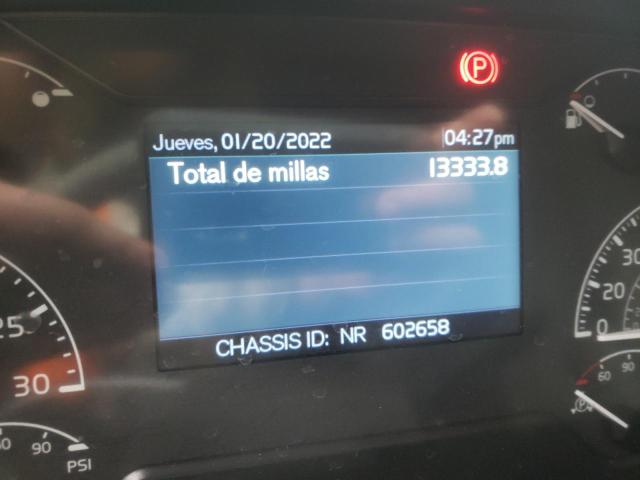 (P)
Jueves, 01/20/2022 04:27pm
Total de millas 13333.8
CHASSIS ID: NR 602658
25
30
60 90
PSI
30
20
0
60 90
(P)